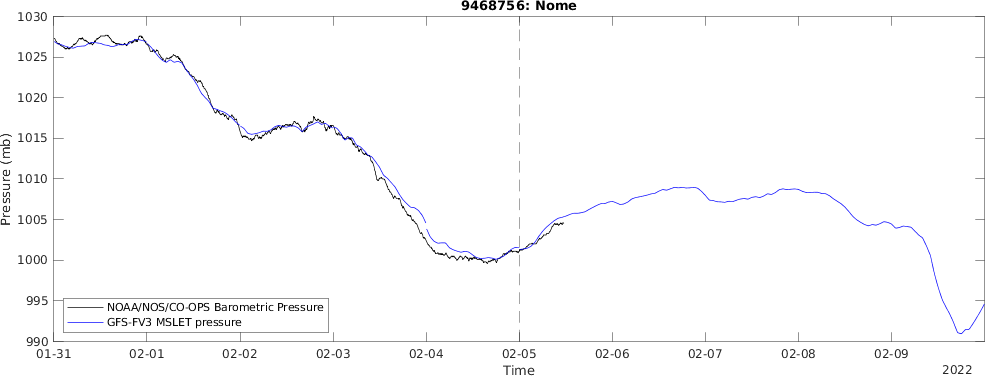 9468756: Nome
Pressure (mb)
1030
1025
1020
1015
1010
1005
1000
995
990
NOAA/NOS/CO-OPS Barometric Pressure
GFS-FV3 MSLET pressure
01-31 02-01 02-02 02-03 02-04 02-05 02-06 02-07 02-08 02-09
Time
2022